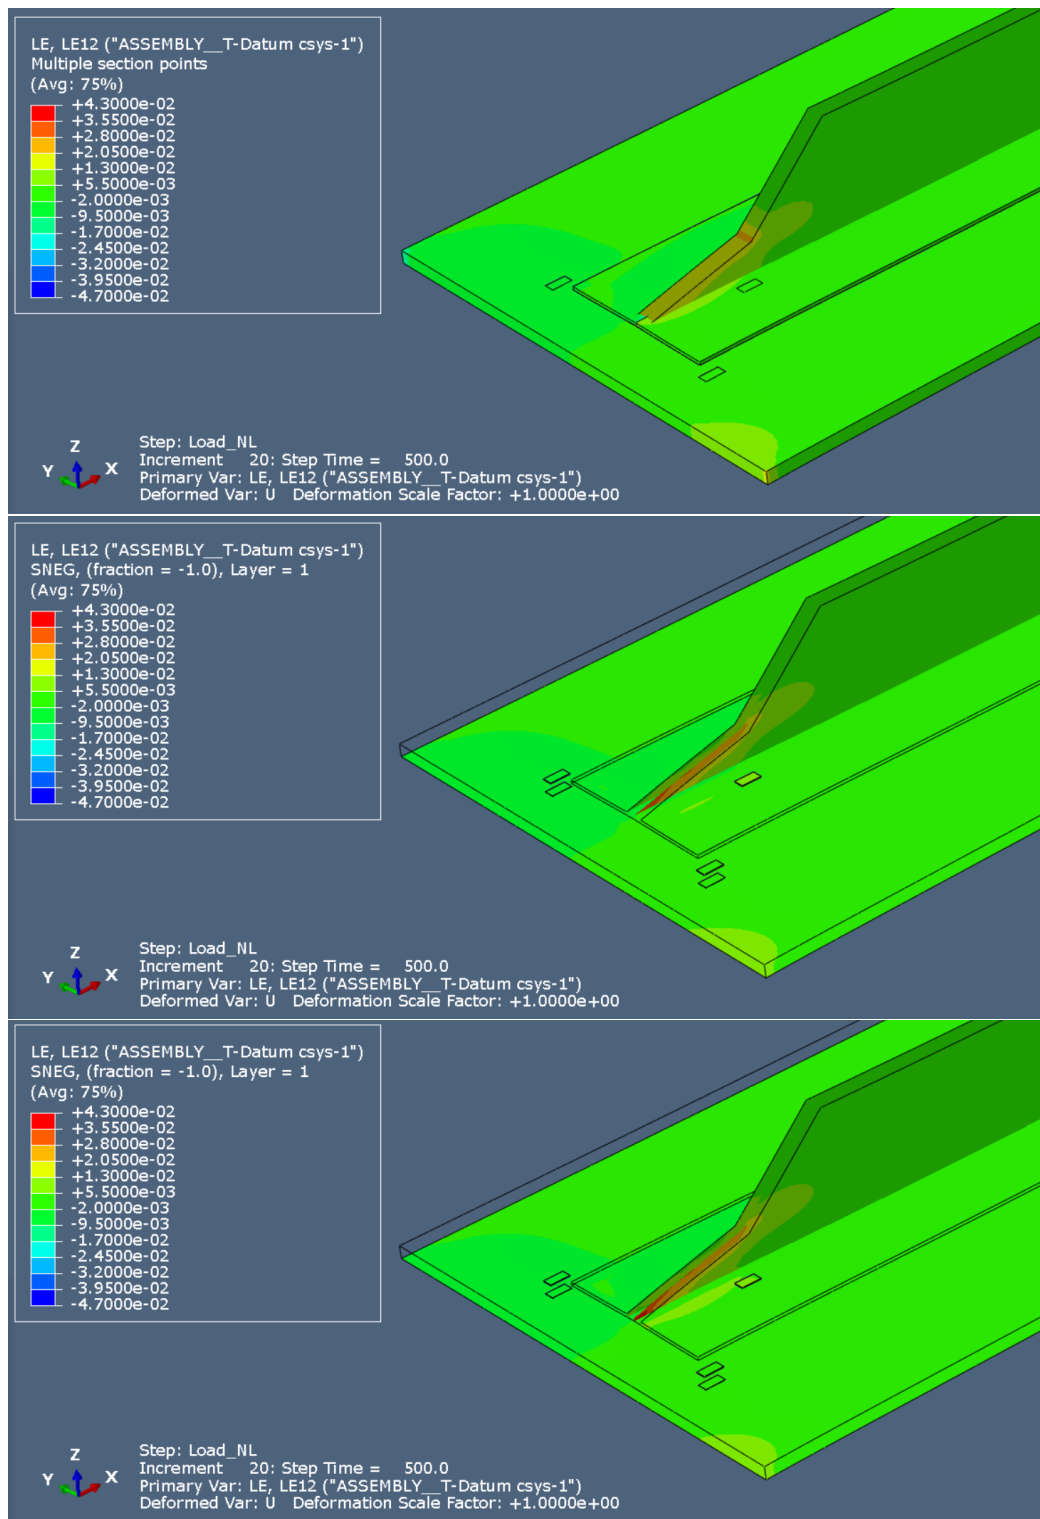 LE, LE12 ("ASSEMBLY__T-Datum csys-1")
Multiple section points
(Avg: 75%)
+4.3000e-02
+3.5500e-02
+2.8000e-02
+2.0500e-02
+1.3000e-02
+5.5000e-03
-2.0000e-03
-9.5000e-03
-1.7000e-02
-2.4500e-02
-3.2000e-02
-3.9500e-02
-4.7000e-02
Z
Y X
Step: Load_NL
Increment 20: Step Time = 500.0
Primary Var: LE, LE12 ("ASSEMBLY__T-Datum csys-1")
Deformed Var: U Deformation Scale Factor: +1.0000e+00
LE, LE12 ("ASSEMBLY__T-Datum csys-1")
SNEG, (fraction = -1.0), Layer = 1
(Avg: 75%)
+4.3000e-02
+3.5500e-02
+2.8000e-02
+2.0500e-02
+1.3000e-02
+5.5000e-03
-2.0000e-03
-9.5000e-03
-1.7000e-02
-2.4500e-02
-3.2000e-02
-3.9500e-02
-4.7000e-02
Z
Y X
Step: Load_NL
Increment 20: Step Time = 500.0
Primary Var: LE, LE12 ("ASSEMBLY__T-Datum csys-1")
Deformed Var: U Deformation Scale Factor: +1.0000e+00
LE, LE12 ("ASSEMBLY__T-Datum csys-1")
SNEG, (fraction = -1.0), Layer = 1
(Avg: 75%)
+4.3000e-02
+3.5500e-02
+2.8000e-02
+2.0500e-02
+1.3000e-02
+5.5000e-03
-2.0000e-03
-9.5000e-03
-1.7000e-02
-2.4500e-02
-3.2000e-02
-3.9500e-02
-4.7000e-02
Z
Y X
Step: Load_NL
Increment 20: Step Time = 500.0
Primary Var: LE, LE12 ("ASSEMBLY__T-Datum csys-1")
Deformed Var: U Deformation Scale Factor: +1.0000e+00